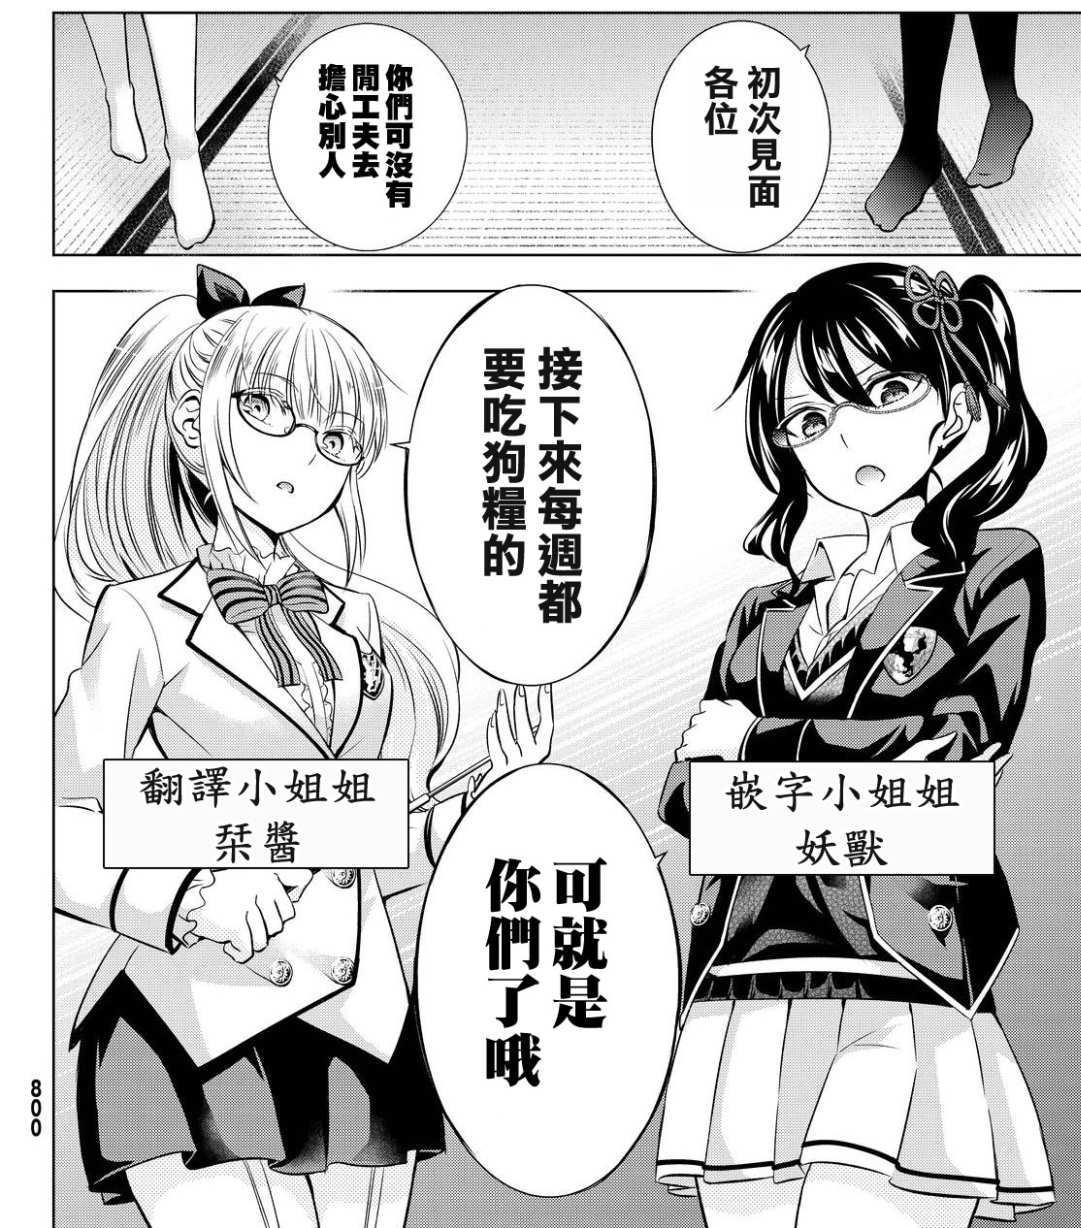 初次見面
各位
你們可沒有
閒工夫去
擔心別人
接下來每週都
要吃狗糧的
可就是
你們了哦
嵌字小姐姐
妖獸
翻譯小姐姐
栞醬
800